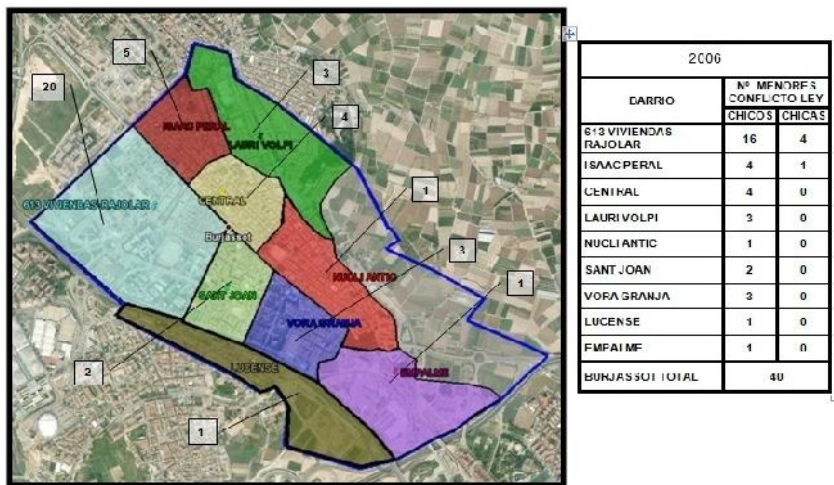 5
20
3
4
ISAAC PERAL
LAURI VOLPI
CENTRAL
1
613 VIVIENDAS RAJOLAR
Burjassot
3
NUCLI ANTIC
1
SANT JOAN
VORA GRANJA
2
LUSENSE
EMPALME
1
2006
BARRIO
Nº MENORES
CONFLICTO LEY
CHICOS CHICAS
613 VIVIENDAS
RAJOLAR
16 4
ISAAC PERAL 4 1
CENTRAL 4 0
LAURI VOLPI 3 0
NUCLI ANTIC 1 0
SANT JOAN 2 0
VORA GRANJA 3 0
LUCENSE 1 0
EMPALME 1 0
BURJASSOT TOTAL 40